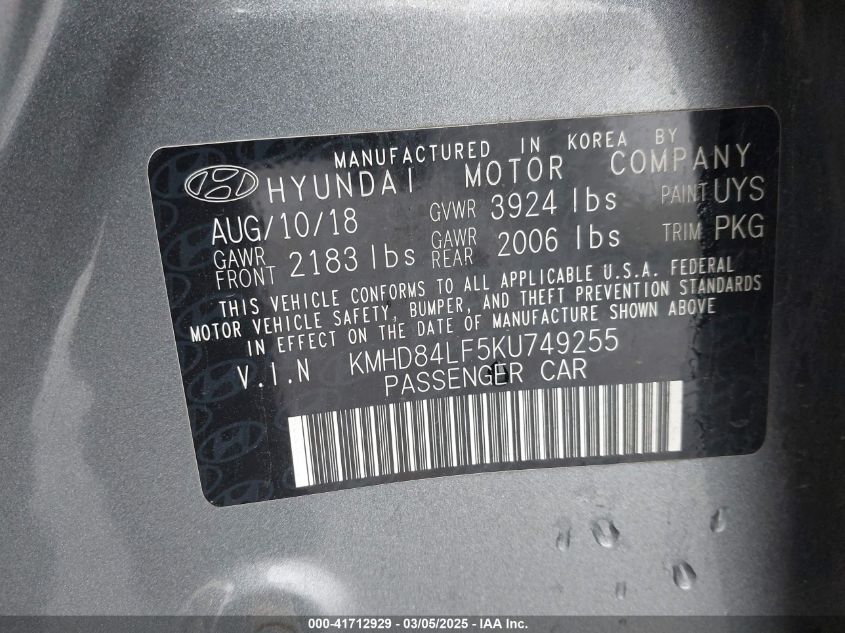 MANUFACTURED IN KOREA BY
HYUNDAI MOTOR COMPANY
AUG/10/18 GVWR 3924 lbs PAINT UYS
GAWR FRONT 2183 lbs GAWR REAR 2006 lbs TRIM PKG
THIS VEHICLE CONFORMS TO ALL APPLICABLE U.S.A. FEDERAL
MOTOR VEHICLE SAFETY, BUMPER, AND THEFT PREVENTION STANDARDS
IN EFFECT ON THE DATE OF MANUFACTURE SHOWN ABOVE
V.I.N KMHD84LF5KU749255
PASSENGER CAR
000-41712929 - 03/05/2025 - IAA Inc.